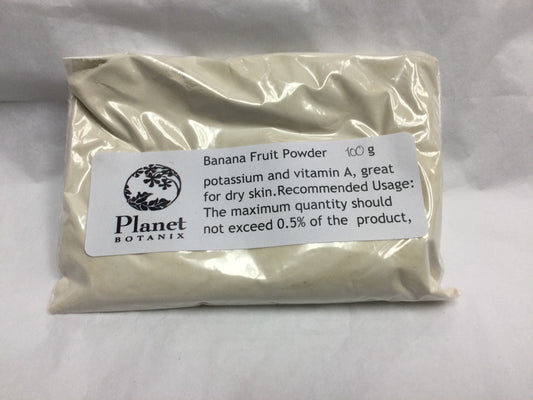 Banana Fruit Powder 100 g
potassium and vitamin A, great
for dry skin.Recommended Usage:
The maximum quantity should
not exceed 0.5% of the product,
Planet
BOTANIX